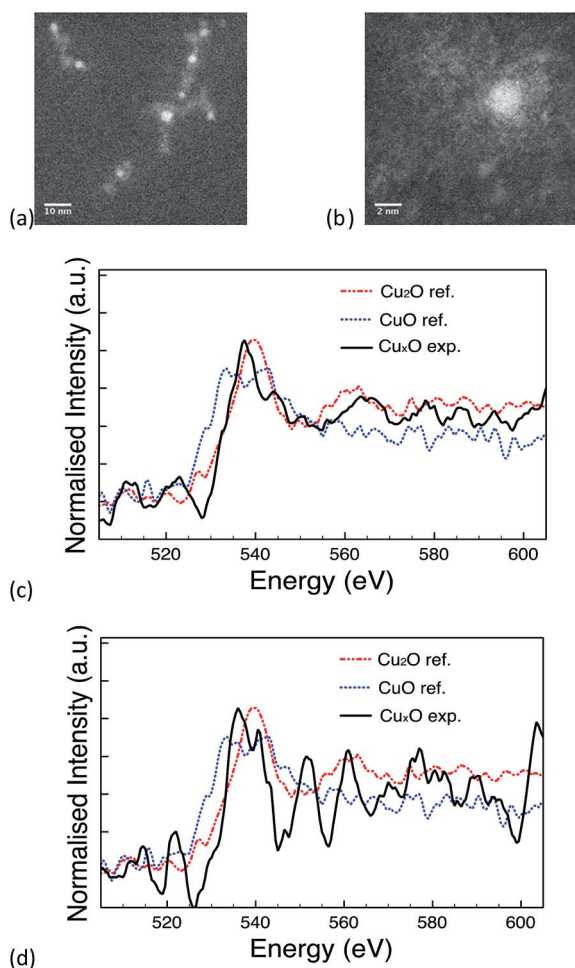 10 nm
2 nm
(a)
(b)
Normalised Intensity (a.u.)
Cu₂O ref.
CuO ref.
CuₓO exp.
520 540 560 580 600
Energy (eV)
(c)
Normalised Intensity (a.u.)
Cu₂O ref.
CuO ref.
CuₓO exp.
520 540 560 580 600
Energy (eV)
(d)